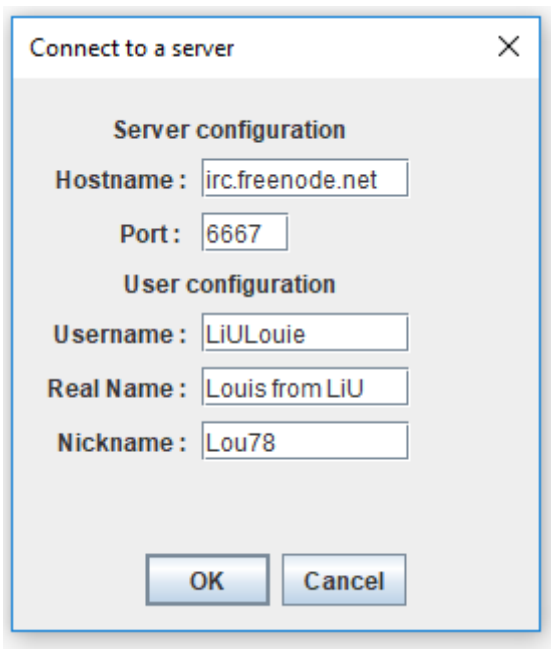 Connect to a server
Server configuration
Hostname : irc.freenode.net
Port : 6667
User configuration
Username : LiULouie
Real Name : Louis from LiU
Nickname : Lou78
OK Cancel